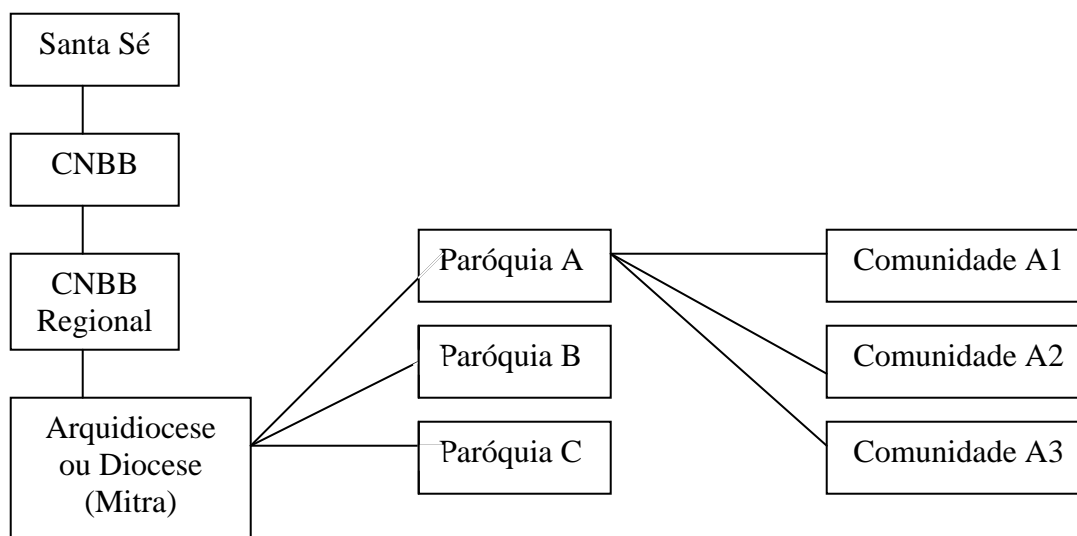 Santa Sé
CNBB
CNBB
Regional
Arquidiocese
ou Diocese
(Mitra)
Paróquia A
Paróquia B
Paróquia C
Comunidade A1
Comunidade A2
Comunidade A3